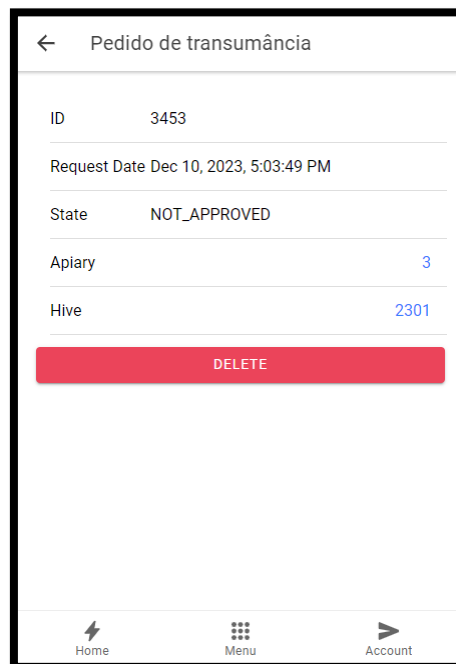 Pedido de transumância
ID 3453
Request Date Dec 10, 2023, 5:03:49 PM
State NOT_APPROVED
Apiary 3
Hive 2301
DELETE
Home Menu Account